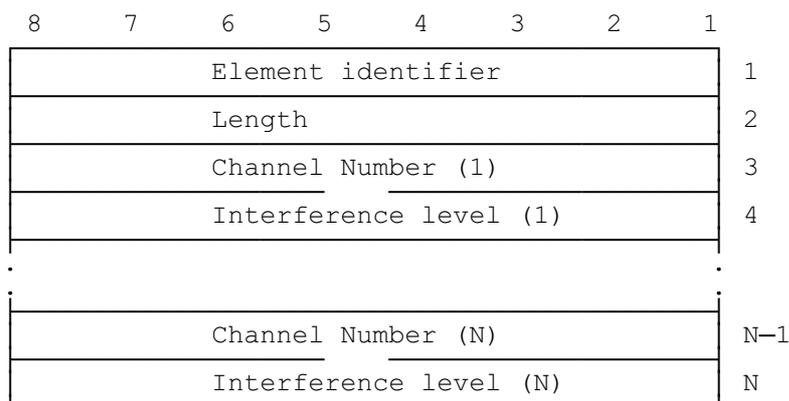 8 7 6 5 4 3 2 1
Element identifier 1
Length 2
Channel Number (1) 3
Interference level (1) 4
Channel Number (N) N—1
Interference level (N) N